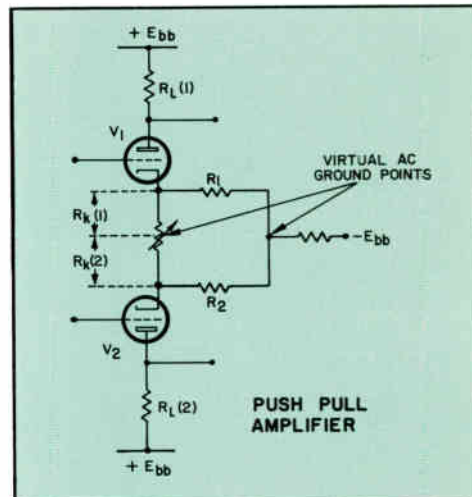 + Ebb
RL(1)
V1
R1
VIRTUAL AC
GROUND POINTS
Rk(1)
-Ebb
Rk(2)
R2
V2
RL(2)
PUSH PULL
AMPLIFIER
+ Ebb